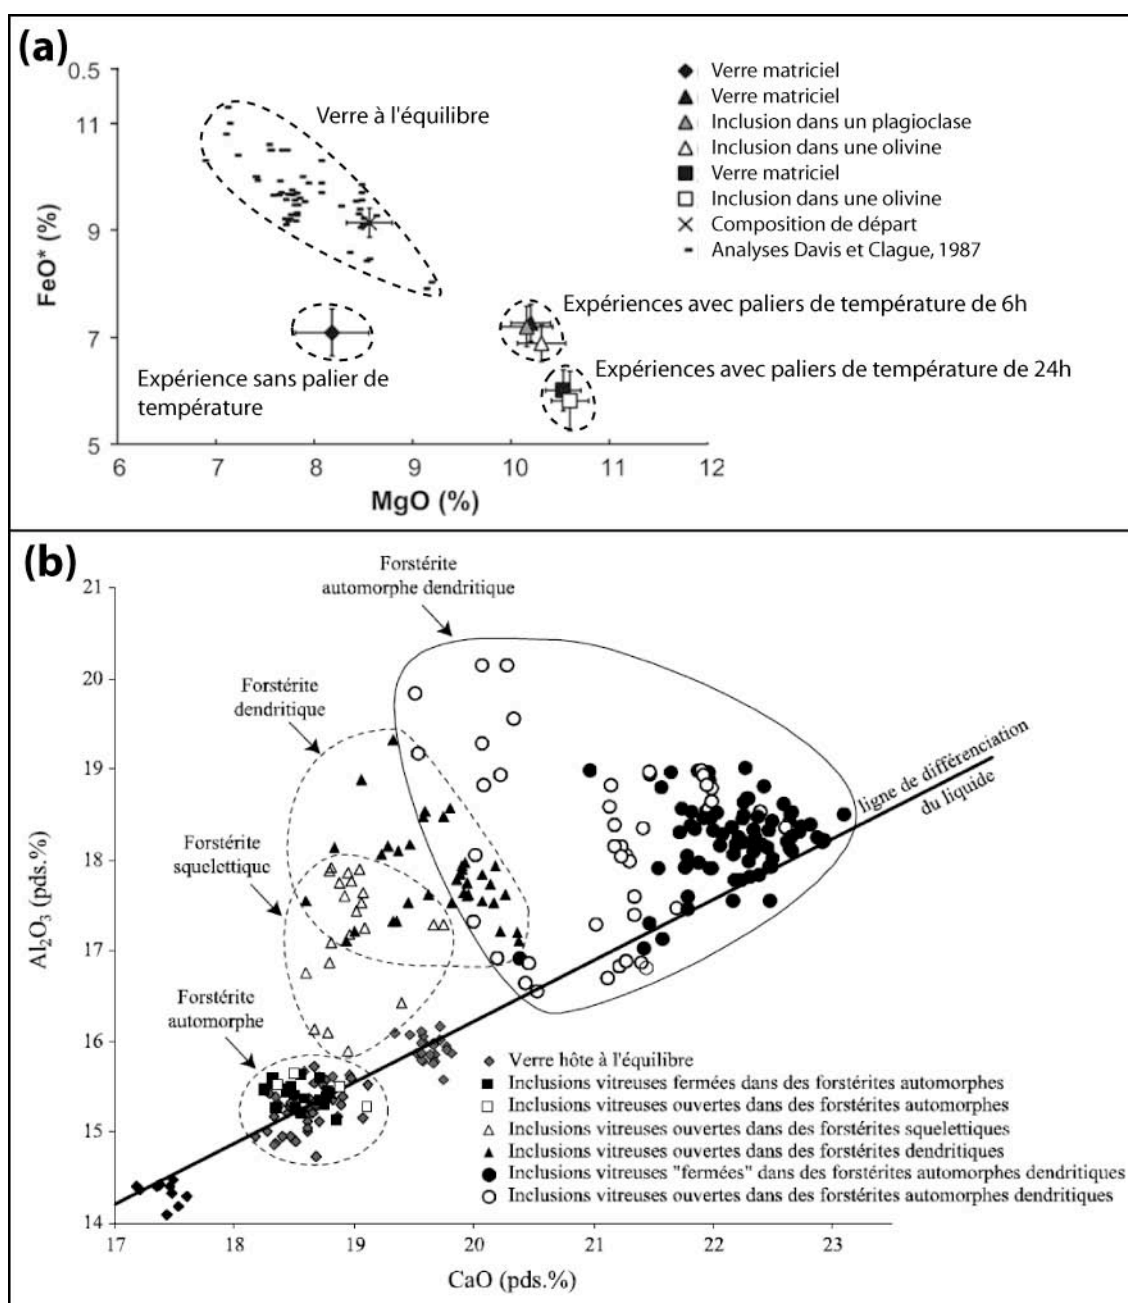 (a)
0.5
11
9
7
5
FeO* (%)
6 7 8 9 10 11 12
MgO (%)
Verre à l'équilibre
Expérience sans palier de
température
Expériences avec paliers de température de 6h
Expériences avec paliers de température de 24h
Verre matriciel
Verre matriciel
Inclusion dans un plagioclase
Inclusion dans une olivine
Verre matriciel
Inclusion dans une olivine
Composition de départ
Analyses Davis et Clague, 1987
(b)
21
20
19
18
17
16
15
14
Al₂O₃ (pds.%)
17 18 19 20 21 22 23
CaO (pds.%)
Forstérite
automorphe dendritique
Forstérite
dendritique
Forstérite
squelettique
Forstérite
automorphe
ligne de différenciation
du liquide
Verre hôte à l'équilibre
Inclusions vitreuses fermées dans des forstérites automorphes
Inclusions vitreuses ouvertes dans des forstérites automorphes
Inclusions vitreuses ouvertes dans des forstérites squelettiques
Inclusions vitreuses ouvertes dans des forstérites dendritiques
Inclusions vitreuses "fermées" dans des forstérites automorphes dendritiques
Inclusions vitreuses ouvertes dans des forstérites automorphes dendritiques